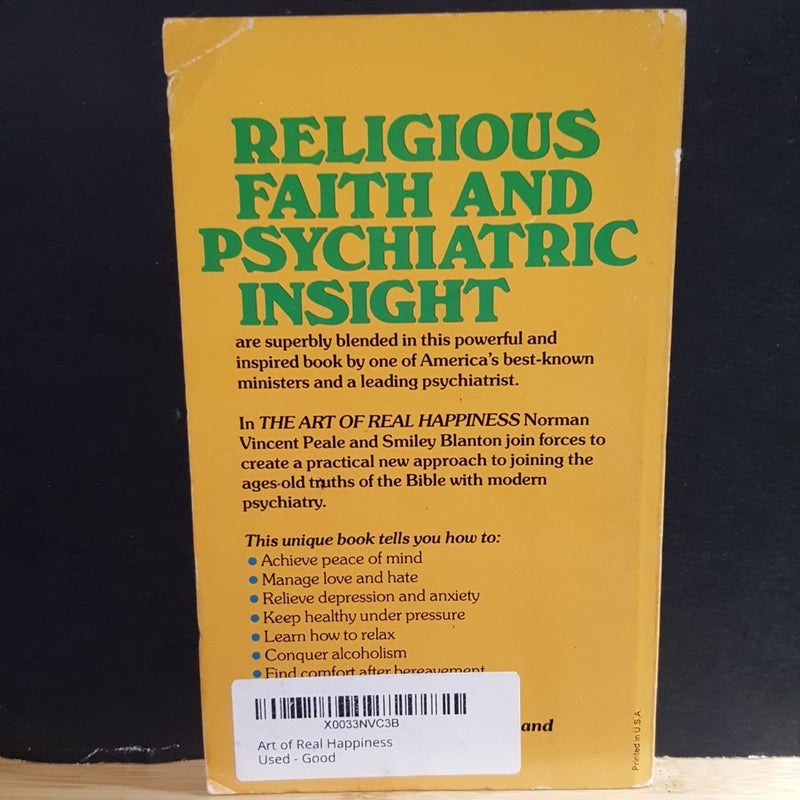 RELIGIOUS
FAITH AND
PSYCHIATRIC
INSIGHT
are superbly blended in this powerful and
inspired book by one of America's best-known
ministers and a leading psychiatrist.
In THE ART OF REAL HAPPINESS Norman
Vincent Peale and Smiley Blanton join forces to
create a practical new approach to joining the
ages-old truths of the Bible with modern
psychiatry.
This unique book tells you how to:
• Achieve peace of mind
• Manage love and hate
• Relieve depression and anxiety
• Keep healthy under pressure
• Learn how to relax
• Conquer alcoholism
• Find comfort after bereavement
and
X0033NVC3B
Art of Real Happiness
Used - Good
Printed in U.S.A.